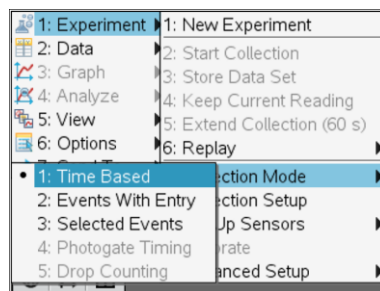 1: Experiment
2: Data
3: Graph
4: Analyze
5: View
6: Options
1: New Experiment
2: Start Collection
3: Store Data Set
4: Keep Current Reading
5: Extend Collection (60 s)
6: Replay
ection Mode
ection Setup
Up Sensors
rate
anced Setup
• 1: Time Based
2: Events With Entry
3: Selected Events
4: Photogate Timing
5: Drop Counting